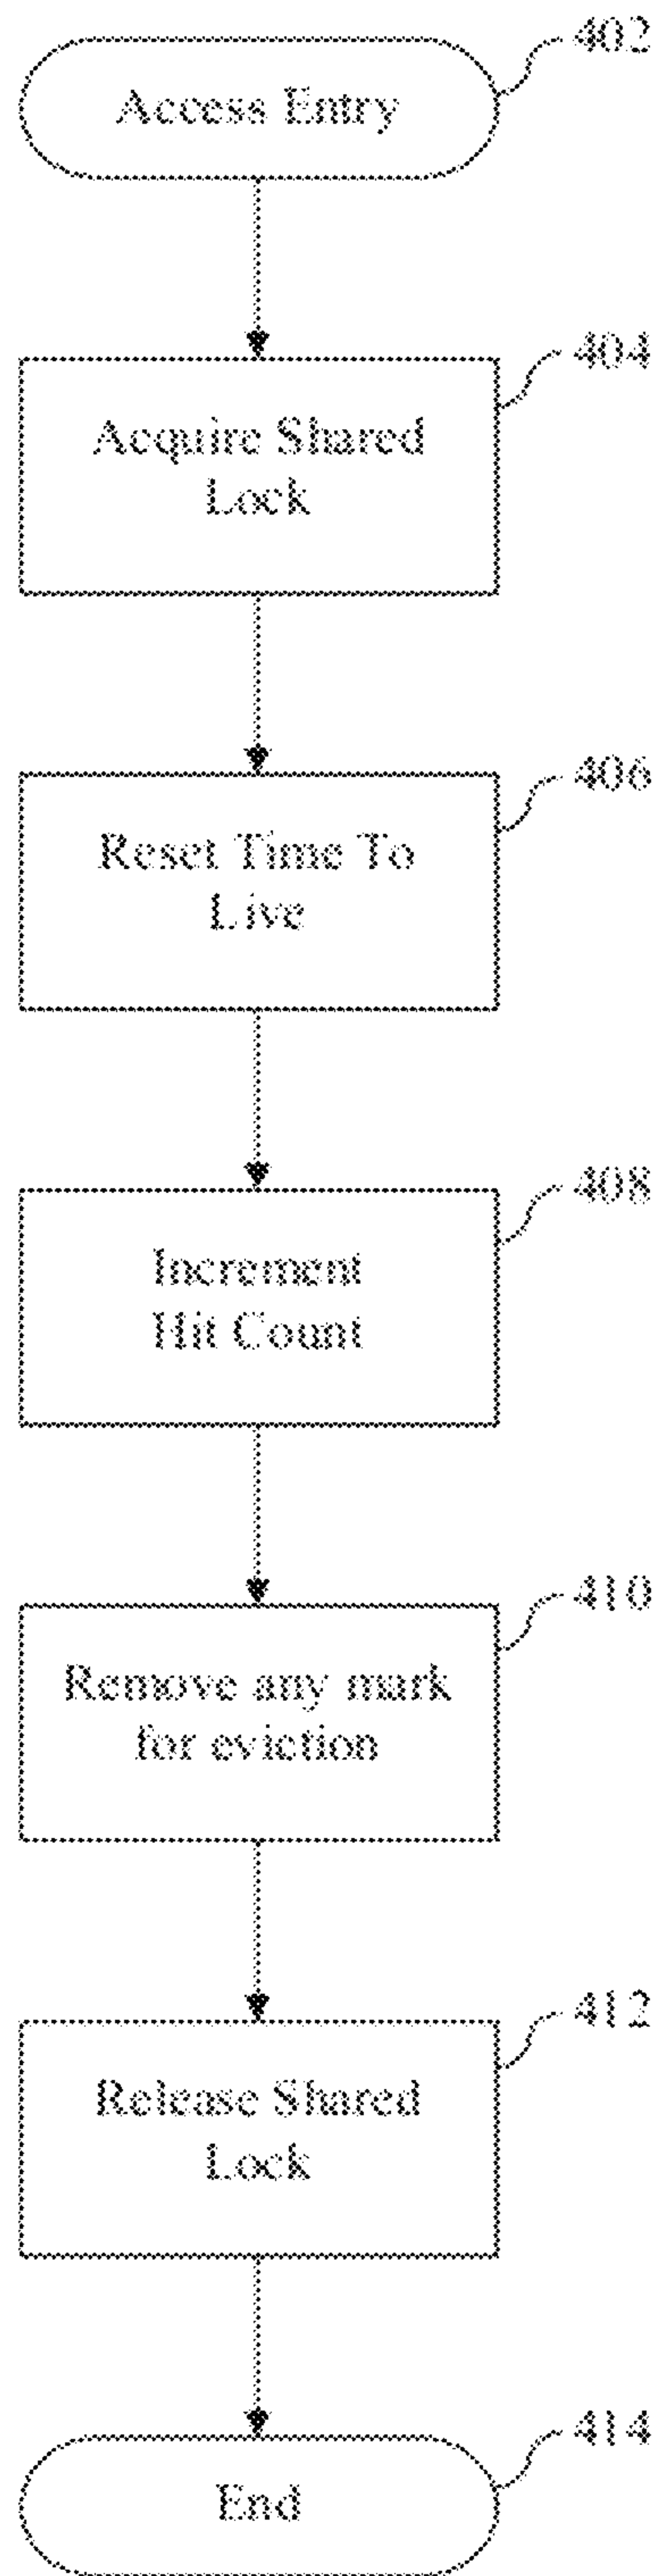 402
Access Entry
404
Acquire Shared
Lock
406
Reset Time To
Live
408
Increment
Hit Count
410
Remove any mark
for eviction
412
Release Shared
Lock
414
End